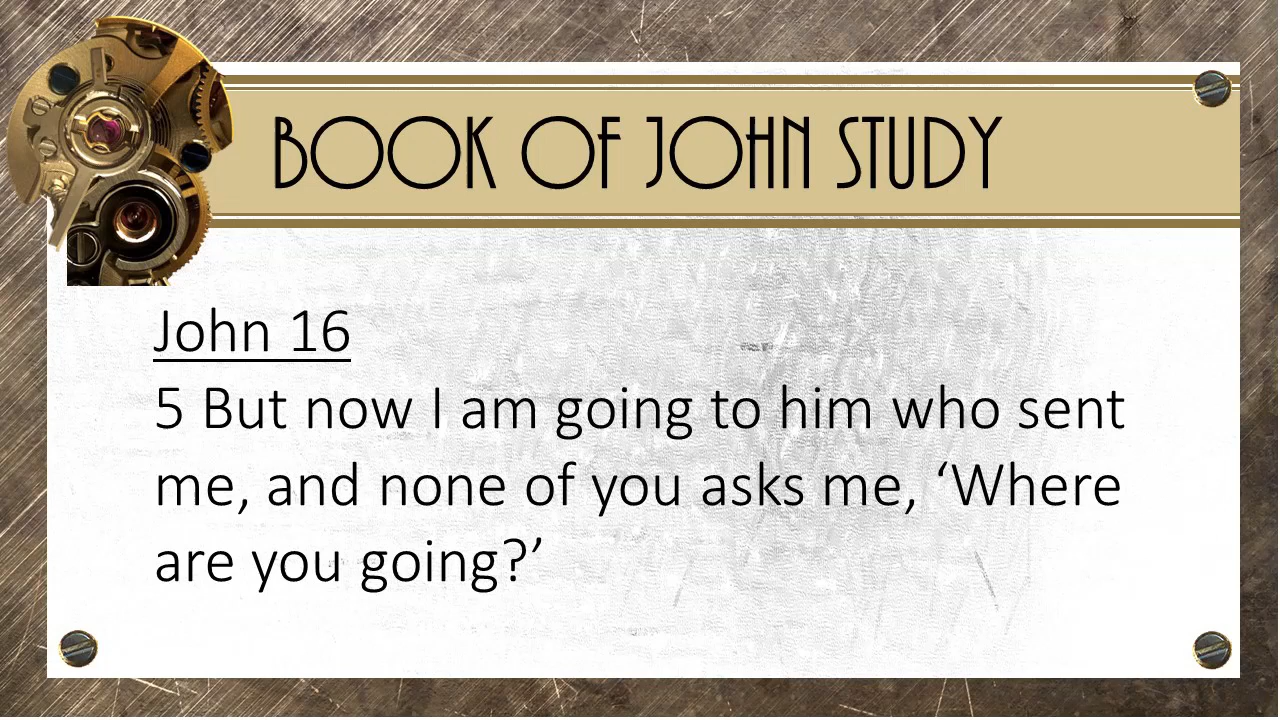 BOOK OF JOHN STUDY
John 16
5 But now I am going to him who sent
me, and none of you asks me, ‘Where
are you going?’